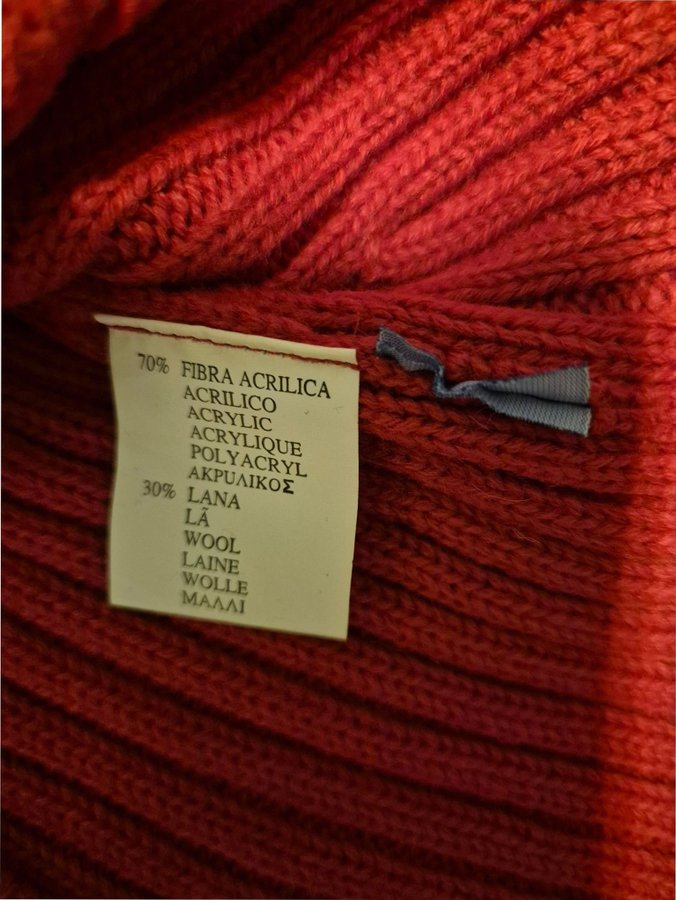 70% FIBRA ACRILICA
ACRILICO
ACRYLIC
ACRYLIQUE
POLYACRYL
ΑΚΡΥΛΙΚΟΣ
30% LANA
LÃ
WOOL
LAINE
WOLLE
ΜΑΛΛΙ